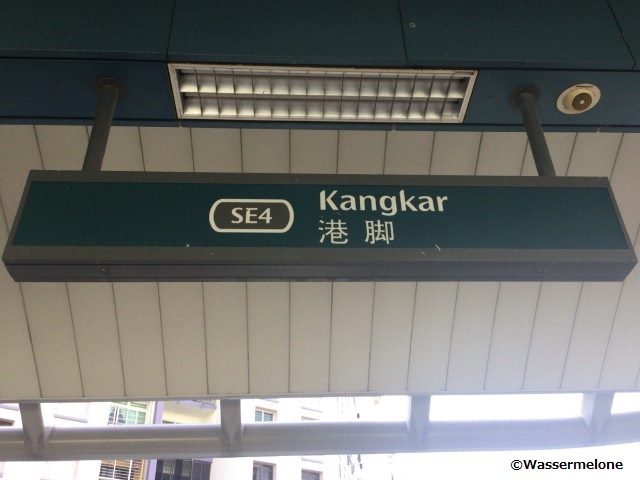 SE4
Kangkar
港脚
©Wassermelone